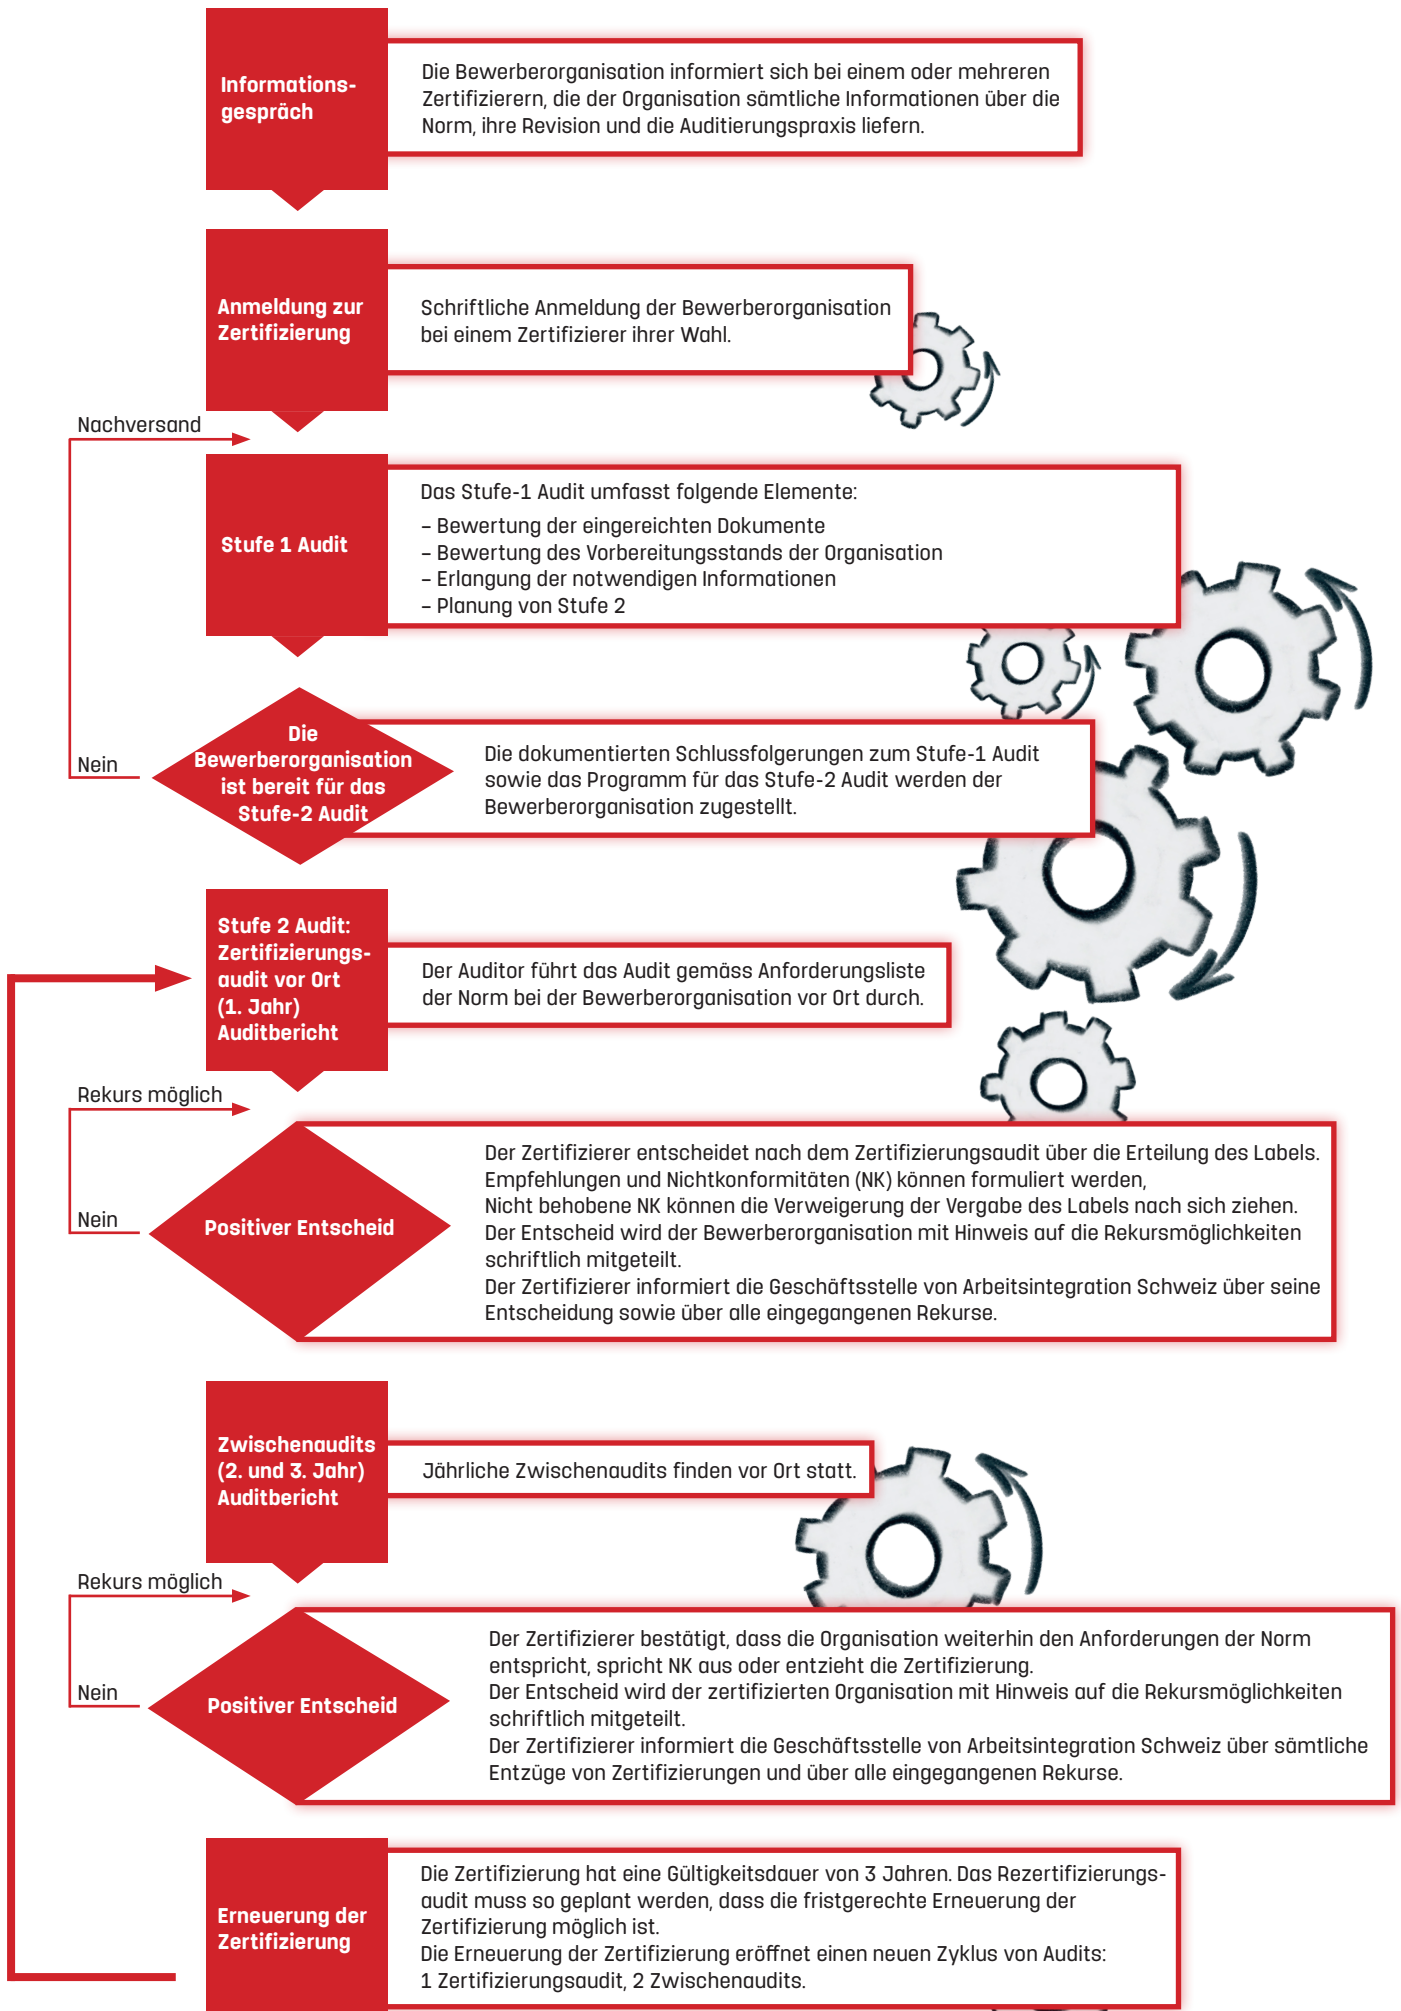 Informations-
gespräch
Die Bewerberorganisation informiert sich bei einem oder mehreren
Zertifizierern, die der Organisation sämtliche Informationen über die
Norm, ihre Revision und die Auditierungspraxis liefern.
Anmeldung zur
Zertifizierung
Schriftliche Anmeldung der Bewerberorganisation
bei einem Zertifizierer ihrer Wahl.
Nachversand
Stufe 1 Audit
Das Stufe-1 Audit umfasst folgende Elemente:
– Bewertung der eingereichten Dokumente
– Bewertung des Vorbereitungsstands der Organisation
– Erlangung der notwendigen Informationen
– Planung von Stufe 2
Nein
Die
Bewerberorganisation
ist bereit für das
Stufe-2 Audit
Die dokumentierten Schlussfolgerungen zum Stufe-1 Audit
sowie das Programm für das Stufe-2 Audit werden der
Bewerberorganisation zugestellt.
Stufe 2 Audit:
Zertifizierungs-
audit vor Ort
(1. Jahr)
Auditbericht
Der Auditor führt das Audit gemäss Anforderungsliste
der Norm bei der Bewerberorganisation vor Ort durch.
Rekurs möglich
Nein
Positiver Entscheid
Der Zertifizierer entscheidet nach dem Zertifizierungsaudit über die Erteilung des Labels.
Empfehlungen und Nichtkonformitäten (NK) können formuliert werden,
Nicht behobene NK können die Verweigerung der Vergabe des Labels nach sich ziehen.
Der Entscheid wird der Bewerberorganisation mit Hinweis auf die Rekursmöglichkeiten
schriftlich mitgeteilt.
Der Zertifizierer informiert die Geschäftsstelle von Arbeitsintegration Schweiz über seine
Entscheidung sowie über alle eingegangenen Rekurse.
Zwischenaudits
(2. und 3. Jahr)
Auditbericht
Jährliche Zwischenaudits finden vor Ort statt.
Rekurs möglich
Nein
Positiver Entscheid
Der Zertifizierer bestätigt, dass die Organisation weiterhin den Anforderungen der Norm
entspricht, spricht NK aus oder entzieht die Zertifizierung.
Der Entscheid wird der zertifizierten Organisation mit Hinweis auf die Rekursmöglichkeiten
schriftlich mitgeteilt.
Der Zertifizierer informiert die Geschäftsstelle von Arbeitsintegration Schweiz über sämtliche
Entzüge von Zertifizierungen und über alle eingegangenen Rekurse.
Erneuerung der
Zertifizierung
Die Zertifizierung hat eine Gültigkeitsdauer von 3 Jahren. Das Rezertifizierungs-
audit muss so geplant werden, dass die fristgerechte Erneuerung der
Zertifizierung möglich ist.
Die Erneuerung der Zertifizierung eröffnet einen neuen Zyklus von Audits:
1 Zertifizierungsaudit, 2 Zwischenaudits.